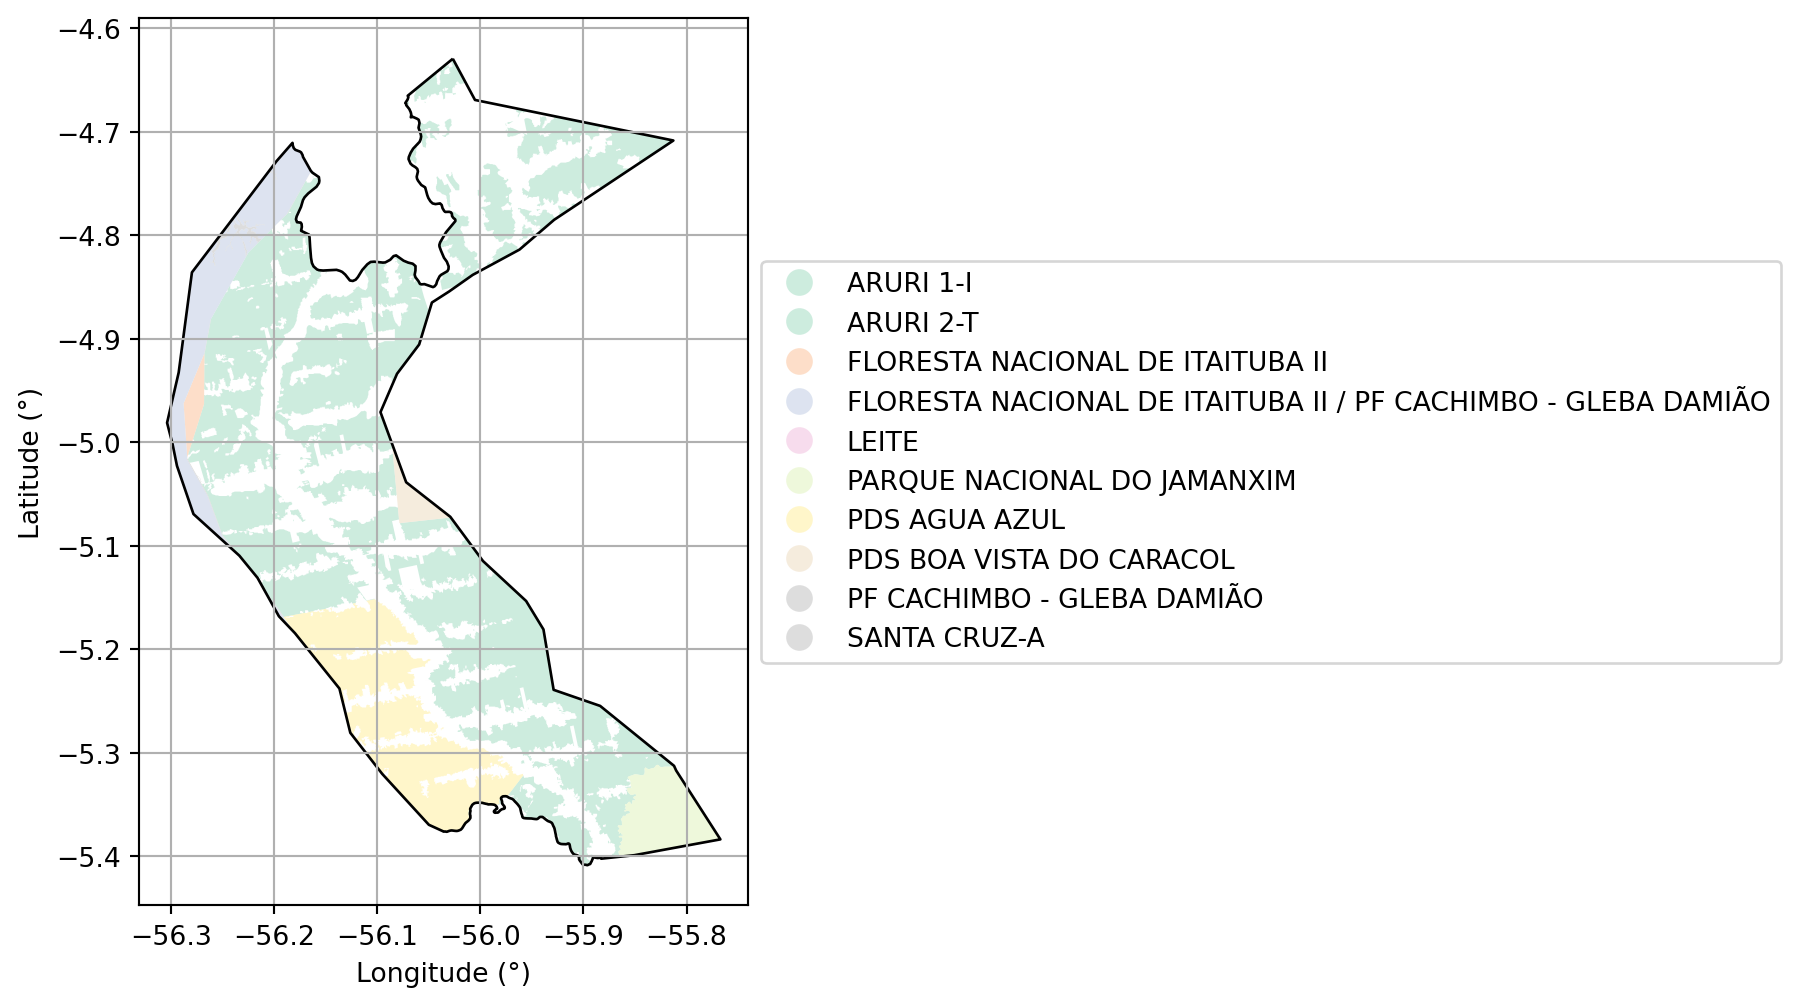 −4.6
−4.7
−4.8
−4.9
−5.0
−5.1
−5.2
−5.3
−5.4
Latitude (°)
−56.3 −56.2 −56.1 −56.0 −55.9 −55.8
Longitude (°)
ARURI 1-I
ARURI 2-T
FLORESTA NACIONAL DE ITAITUBA II
FLORESTA NACIONAL DE ITAITUBA II / PF CACHIMBO - GLEBA DAMIÃO
LEITE
PARQUE NACIONAL DO JAMANXIM
PDS AGUA AZUL
PDS BOA VISTA DO CARACOL
PF CACHIMBO - GLEBA DAMIÃO
SANTA CRUZ-A